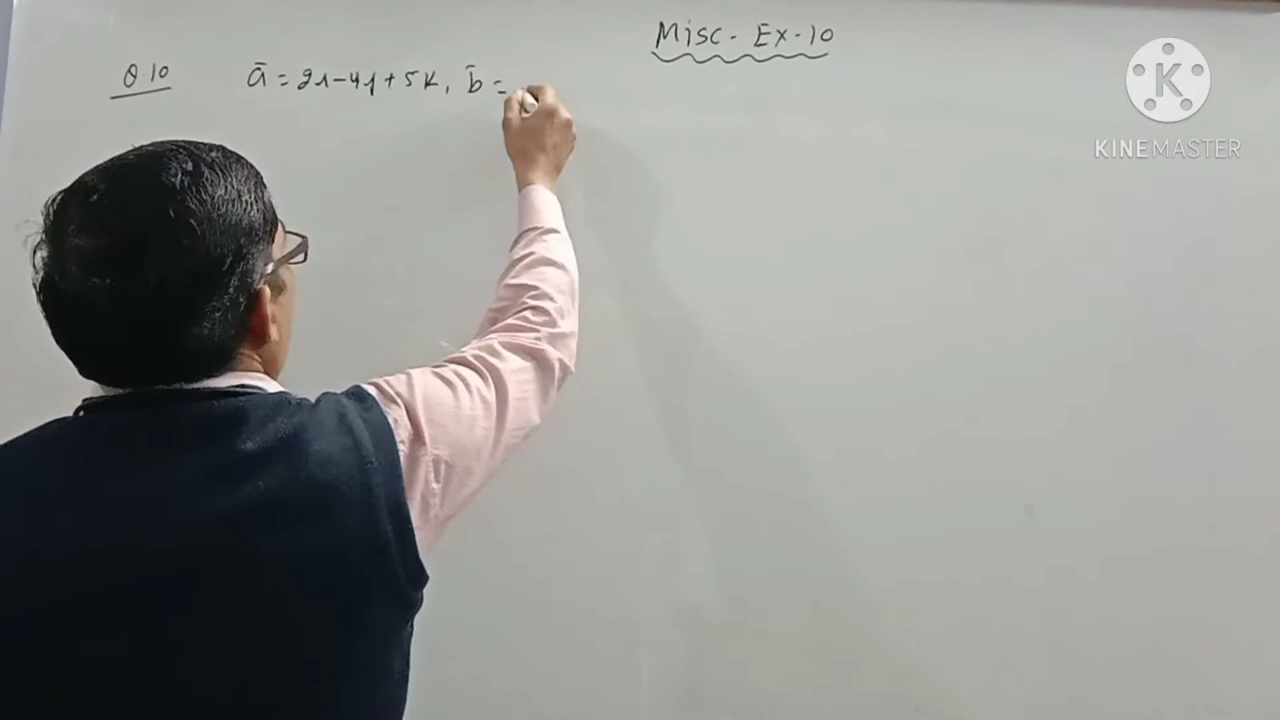 Misc - Ex-10
Q 10 ā = 2i - 4j + 5k, b̄ =
K
KINEMASTER